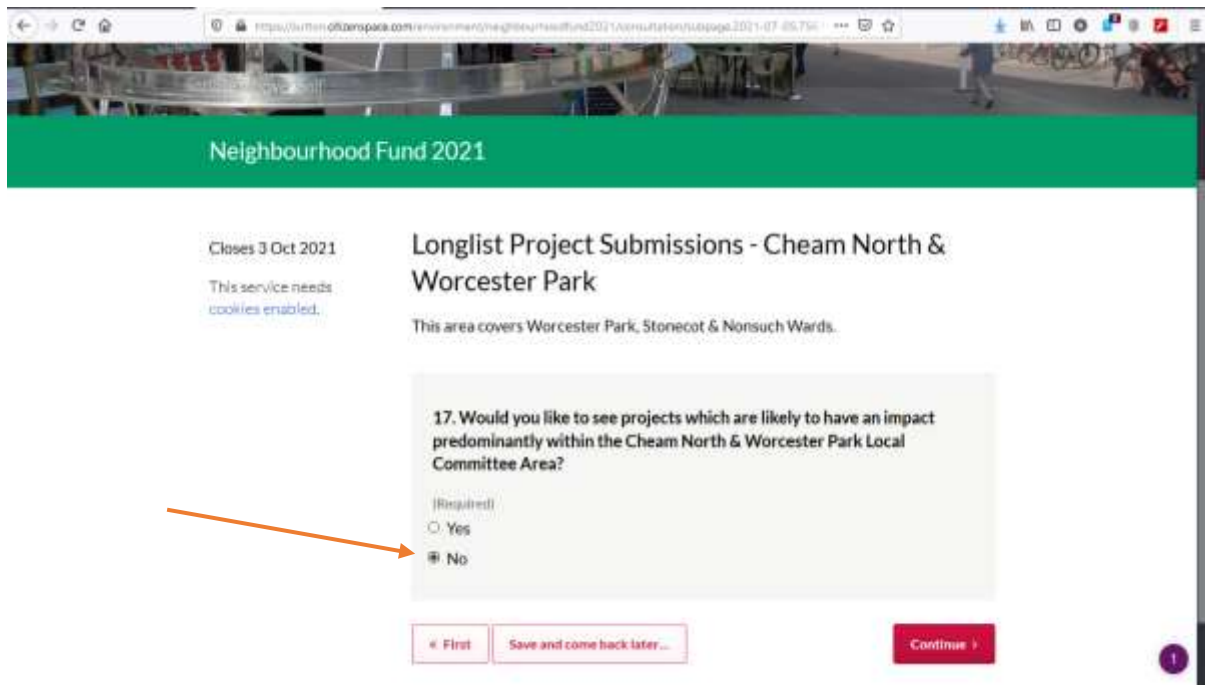 Neighbourhood Fund 2021
Closes 3 Oct 2021
This service needs
cookies enabled.
Longlist Project Submissions - Cheam North &
Worcester Park
This area covers Worcester Park, Stonecot & Nonsuch Wards.
17. Would you like to see projects which are likely to have an impact
predominantly within the Cheam North & Worcester Park Local
Committee Area?
(Required)
Yes
No
« First
Save and come back later...
Continue ›
1